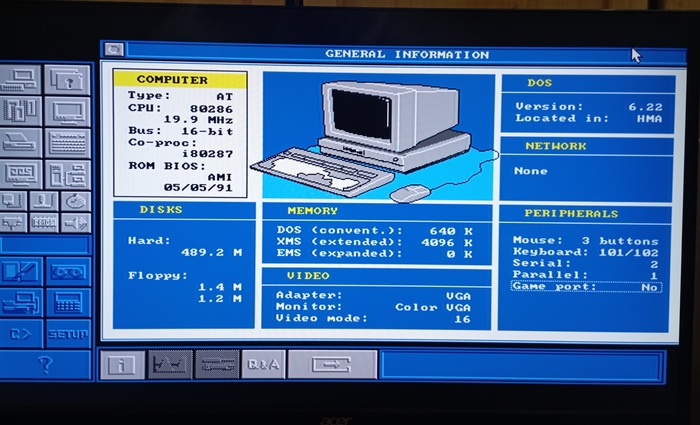 GENERAL INFORMATION
COMPUTER
Type: AT
CPU: 80286
19.9 MHz
Bus: 16-bit
Co-proc:
i80287
ROM BIOS:
AMI
05/05/91
DOS
Version: 6.22
Located in: HMA
NETWORK
None
DISKS
Hard:
489.2 M
Floppy:
1.4 M
1.2 M
MEMORY
DOS (convent.): 640 K
XMS (extended): 4096 K
EMS (expanded): 0 K
VIDEO
Adapter: VGA
Monitor: Color VGA
Video mode: 16
PERIPHERALS
Mouse: 3 buttons
Keyboard: 101/102
Serial: 2
Parallel: 1
Game port: No
DOS
C>
SETUP
?
i
Q&A
acer